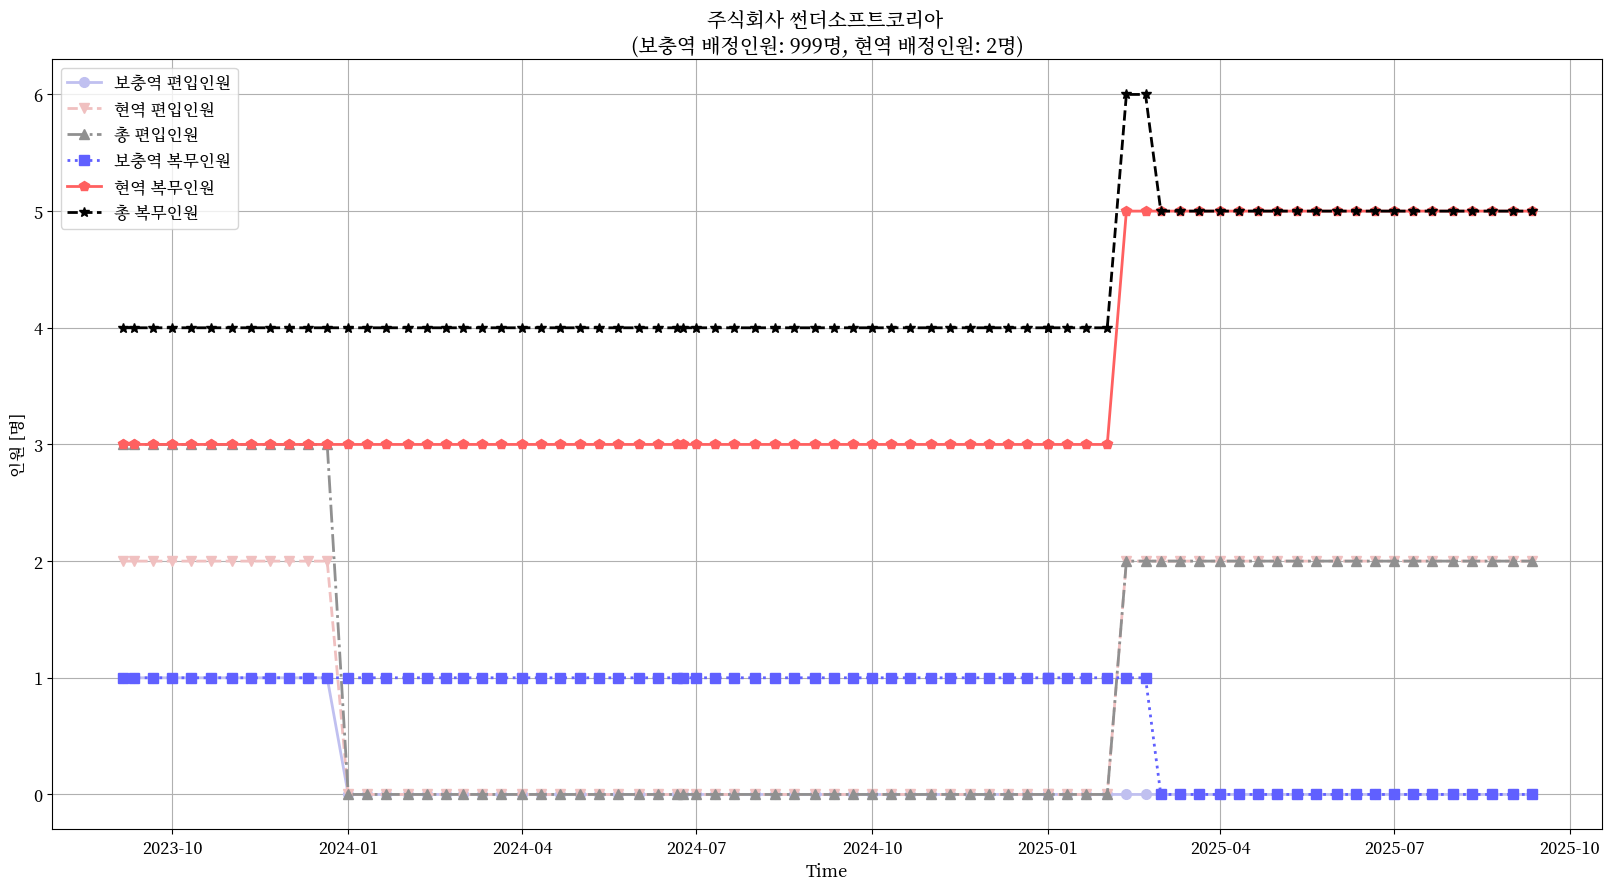 주식회사 썬더소프트코리아
(보충역 배정인원: 999명, 현역 배정인원: 2명)
보충역 편입인원
현역 편입인원
총 편입인원
보충역 복무인원
현역 복무인원
총 복무인원
인원 [명]
6
5
4
3
2
1
0
2023-10
2024-01
2024-04
2024-07
2024-10
2025-01
2025-04
2025-07
2025-10
Time